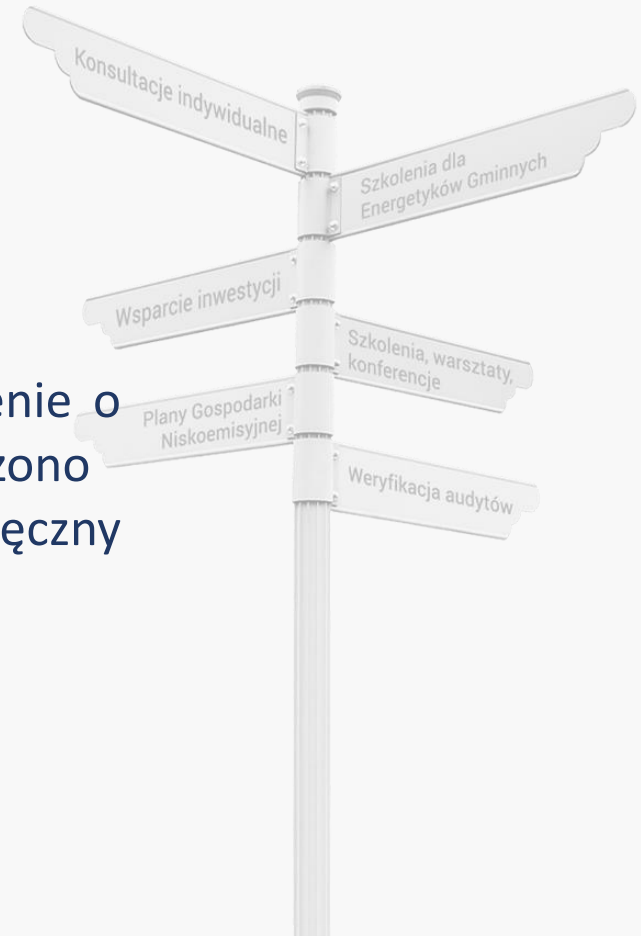 Konsultacje indywidualne
Szkolenia dla
Energetyków Gminnych
Wsparcie inwestycji
Szkolenia, warsztaty,
konferencje
Plany Gospodarki
Niskoemisyjnej
Weryfikacja audytów
enie o
zono
ęczny